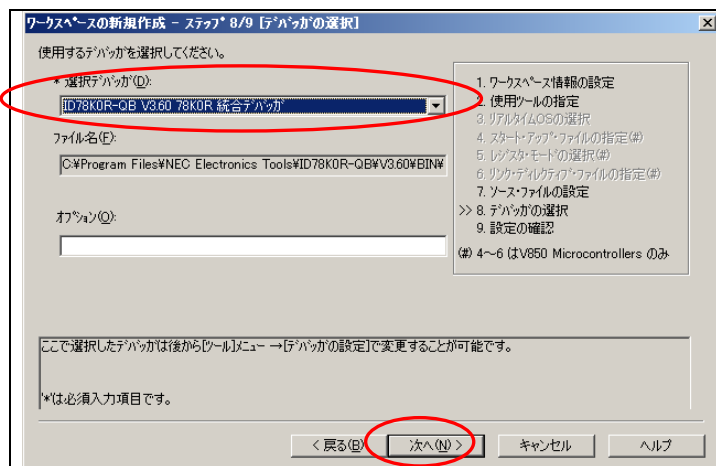 ワークスペースの新規作成 - ステップ 8/9 [デバッガの選択]
使用するデバッガを選択してください。
* 選択デバッガ(D):
ID78K0R-QB V3.60 78K0R 統合デバッガ
ファイル名(F):
C:¥Program Files¥NEC Electronics Tools¥ID78K0R-QB¥V3.60¥BIN¥
オプション(O):
1. ワークスペース情報の設定
2. 使用ツールの指定
3. リアルタイムOSの選択
4. スタート・アップ・ファイルの指定(#)
5. レジスタ・モードの選択(#)
6. リンク・ディレクティブ・ファイルの指定(#)
7. ソース・ファイルの設定
>> 8. デバッガの選択
9. 設定の確認
(#) 4～6 はV850 Microcontrollers のみ
ここで選択したデバッガは後から[ツール]メニュー →[デバッガの設定]で変更することが可能です。
'*'は必須入力項目です。
< 戻る(B)
次へ(N) >
キャンセル
ヘルプ